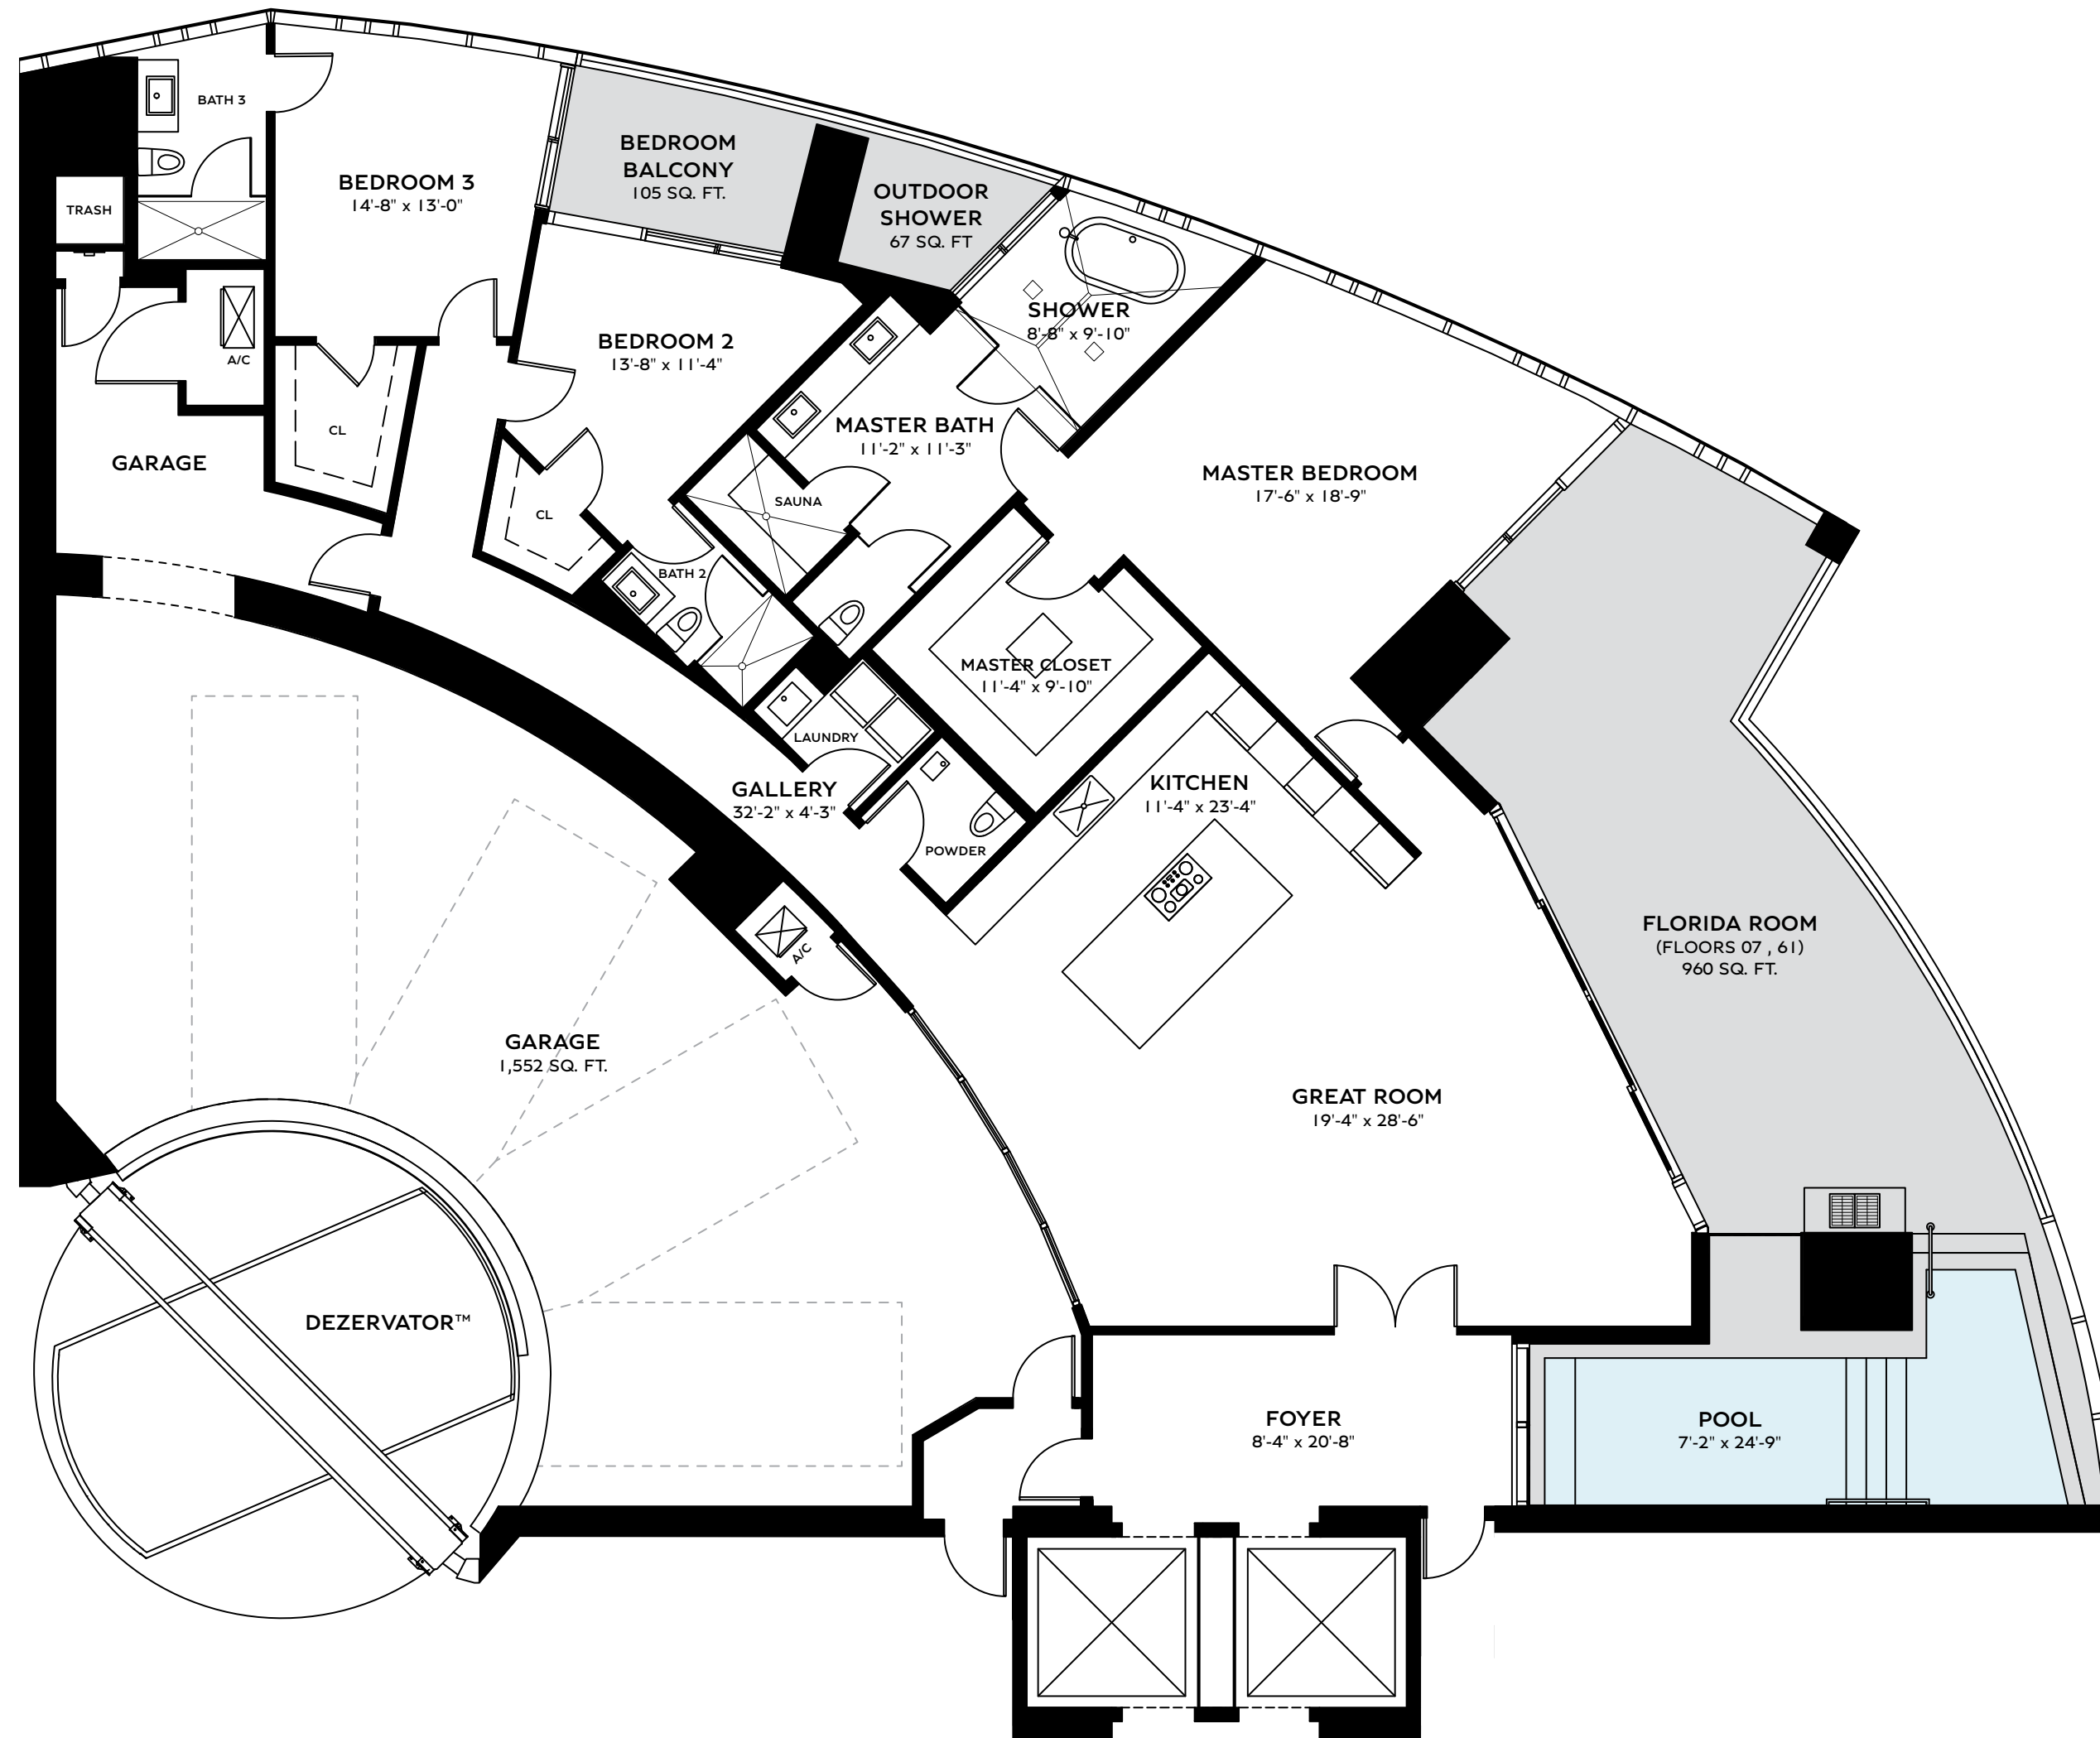 BATH 3
BEDROOM 3
14'-8" x 13'-0"
BEDROOM
BALCONY
105 SQ. FT.
OUTDOOR
SHOWER
67 SQ. FT
TRASH
A/C
CL
GARAGE
BEDROOM 2
13'-8" x 11'-4"
SHOWER
8'-8" x 9'-10"
MASTER BATH
11'-2" x 11'-3"
SAUNA
CL
BATH 2
MASTER BEDROOM
17'-6" x 18'-9"
MASTER CLOSET
11'-4" x 9'-10"
LAUNDRY
GALLERY
32'-2" x 4'-3"
POWDER
KITCHEN
11'-4" x 23'-4"
A/C
FLORIDA ROOM
(FLOORS 07 , 61)
960 SQ. FT.
GARAGE
1,552 SQ. FT.
GREAT ROOM
19'-4" x 28'-6"
DEZERVATOR™
FOYER
8'-4" x 20'-8"
POOL
7'-2" x 24'-9"